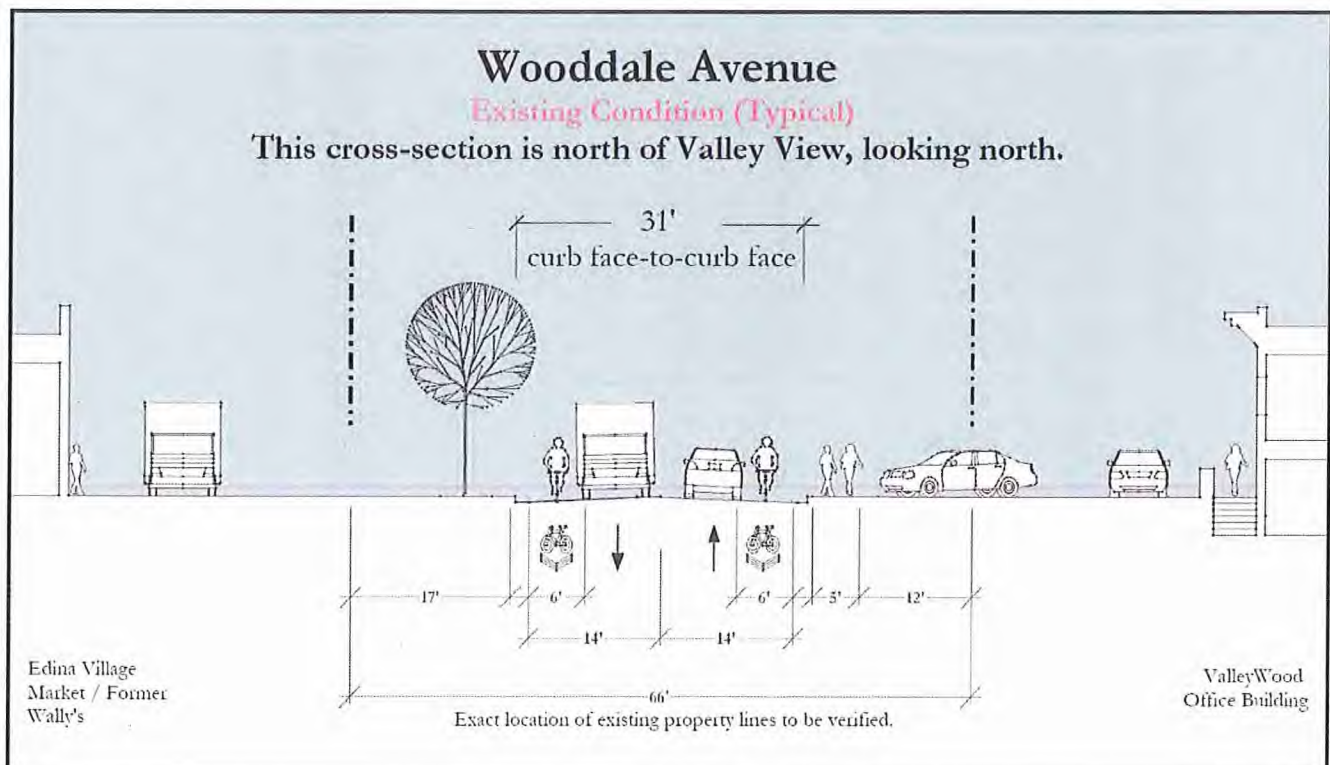 Wooddale Avenue
Existing Condition (Typical)
This cross-section is north of Valley View, looking north.
31'
curb face-to-curb face
17'
6'
6'
5'
12'
14'
14'
66'
Exact location of existing property lines to be verified.
Edina Village
Market / Former
Wally's
ValleyWood
Office Building